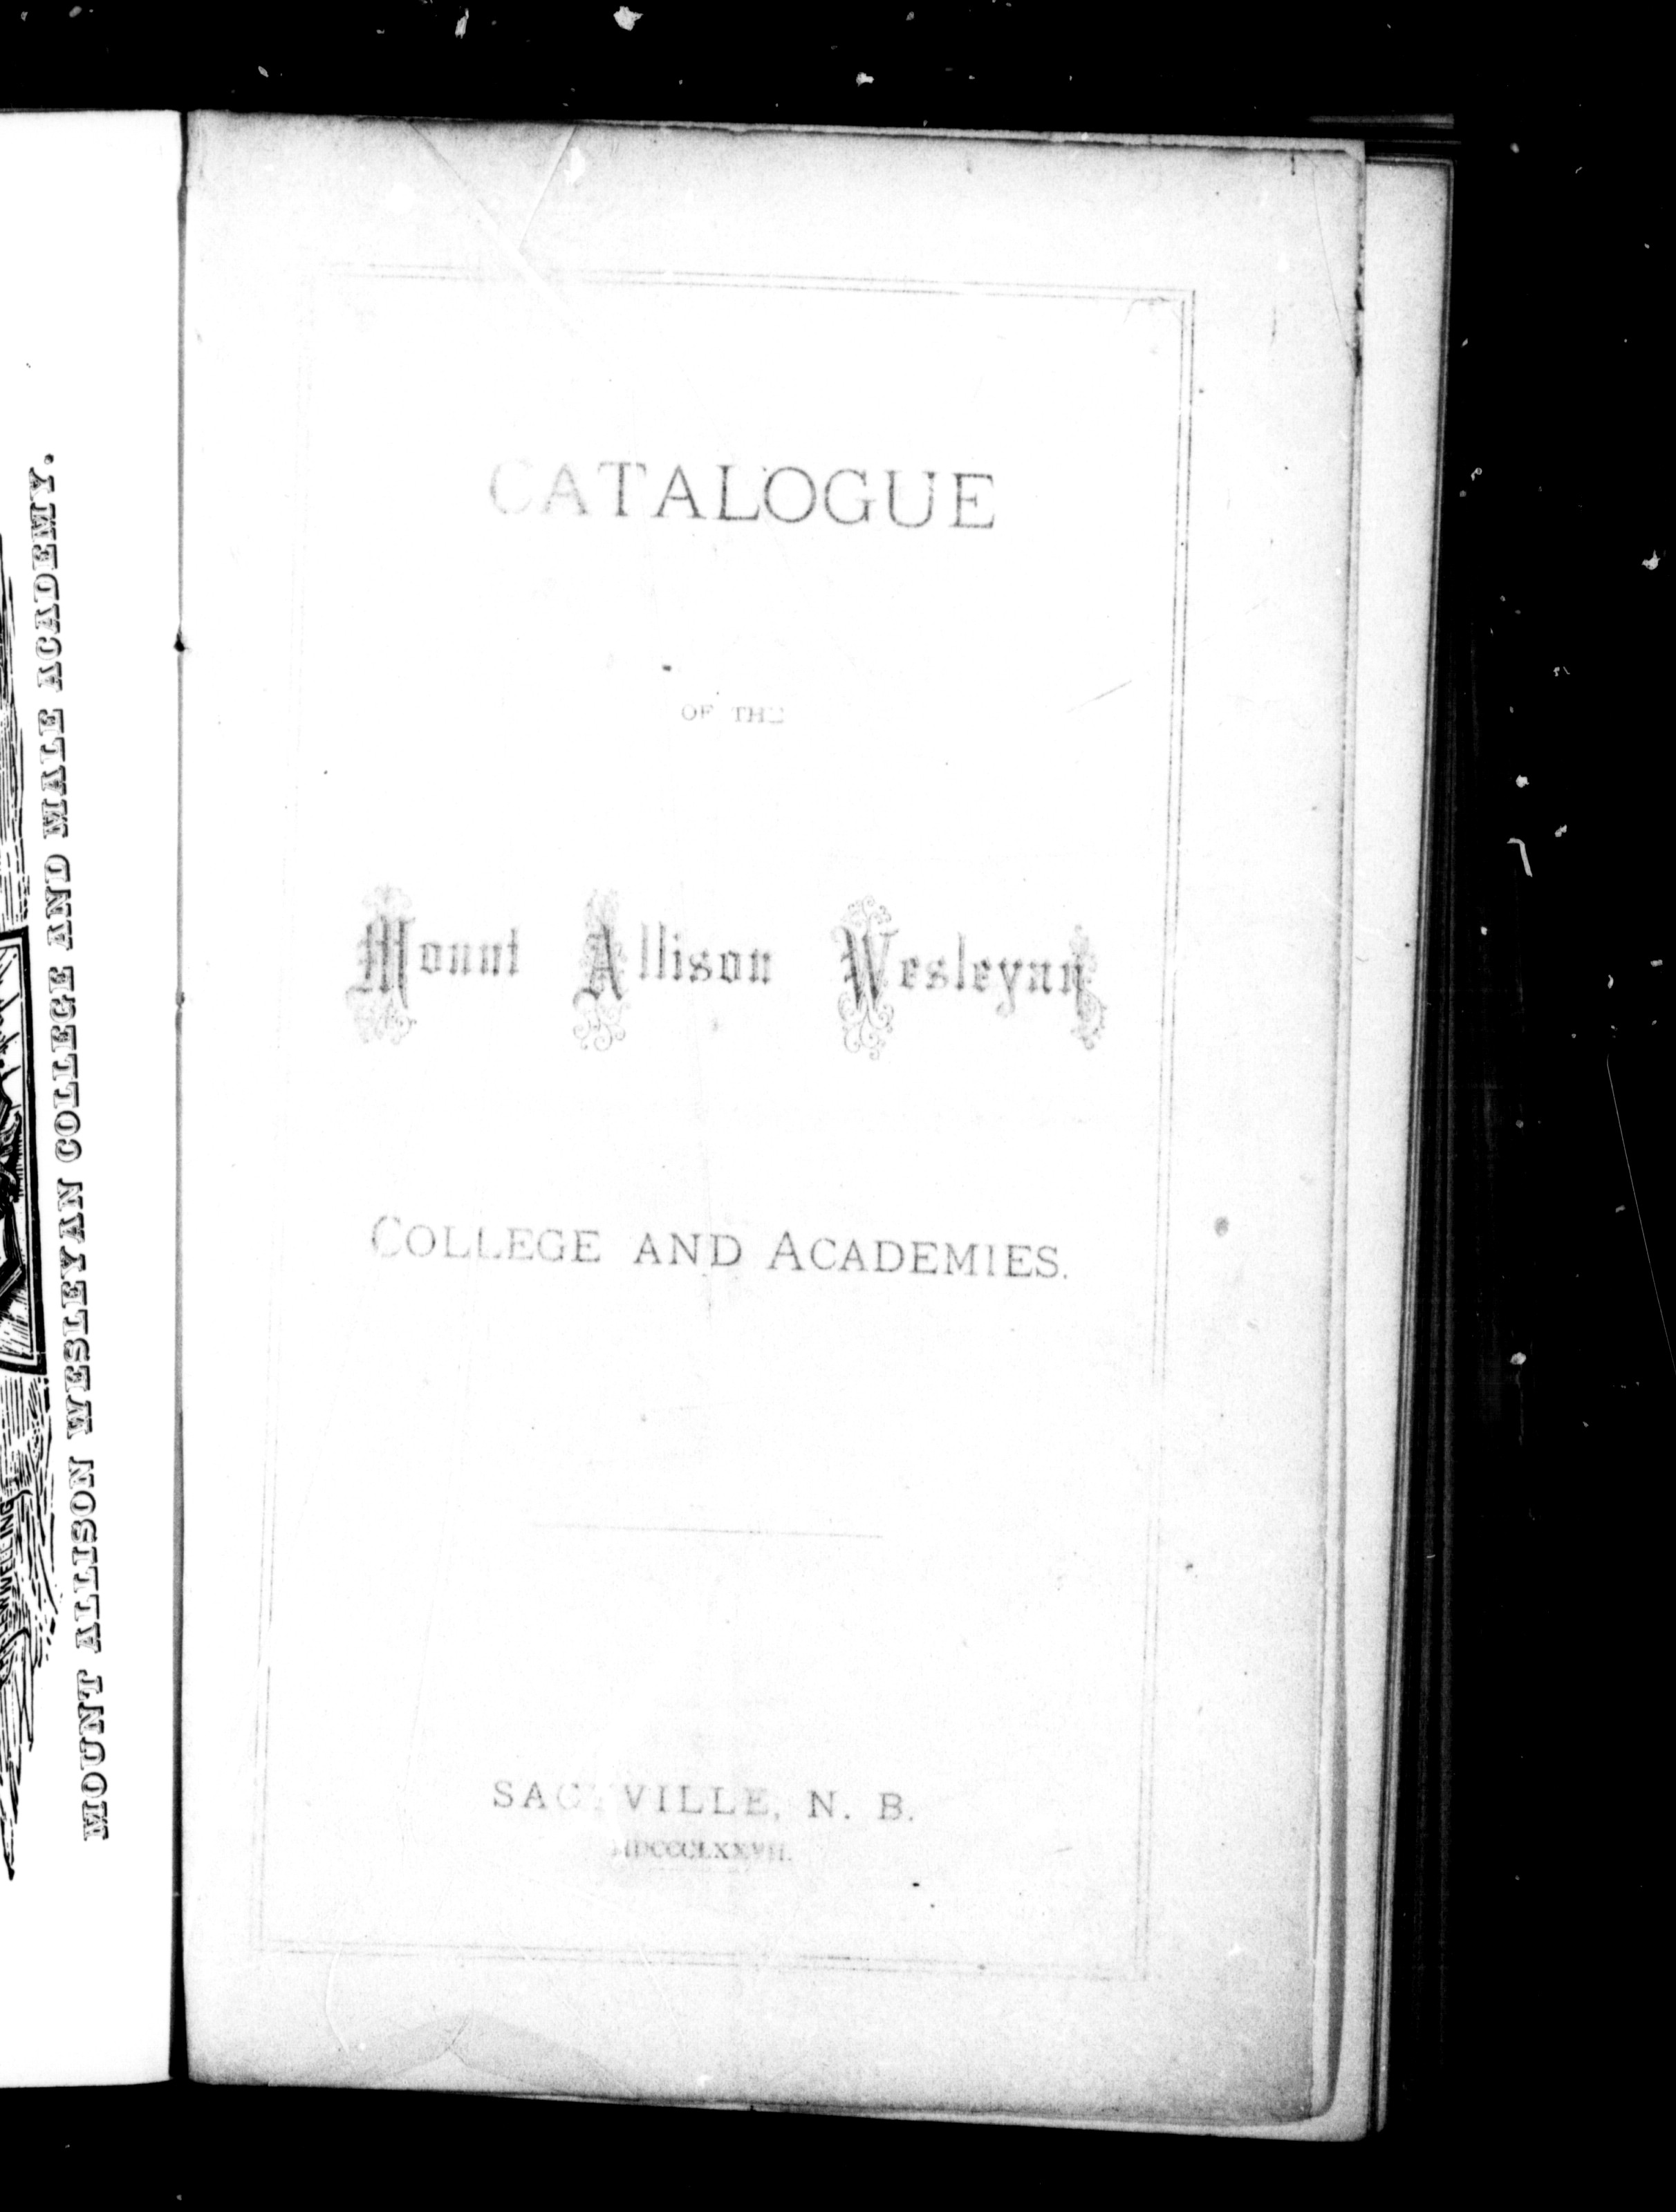 MOUNT ALLISON WESLEYAN COLLEGE AND MALE ACADEMY.
CATALOGUE
OF THE
Mount Allison Wesleyan
COLLEGE AND ACADEMIES.
SACKVILLE, N. B.
MDCCCLXXVII.